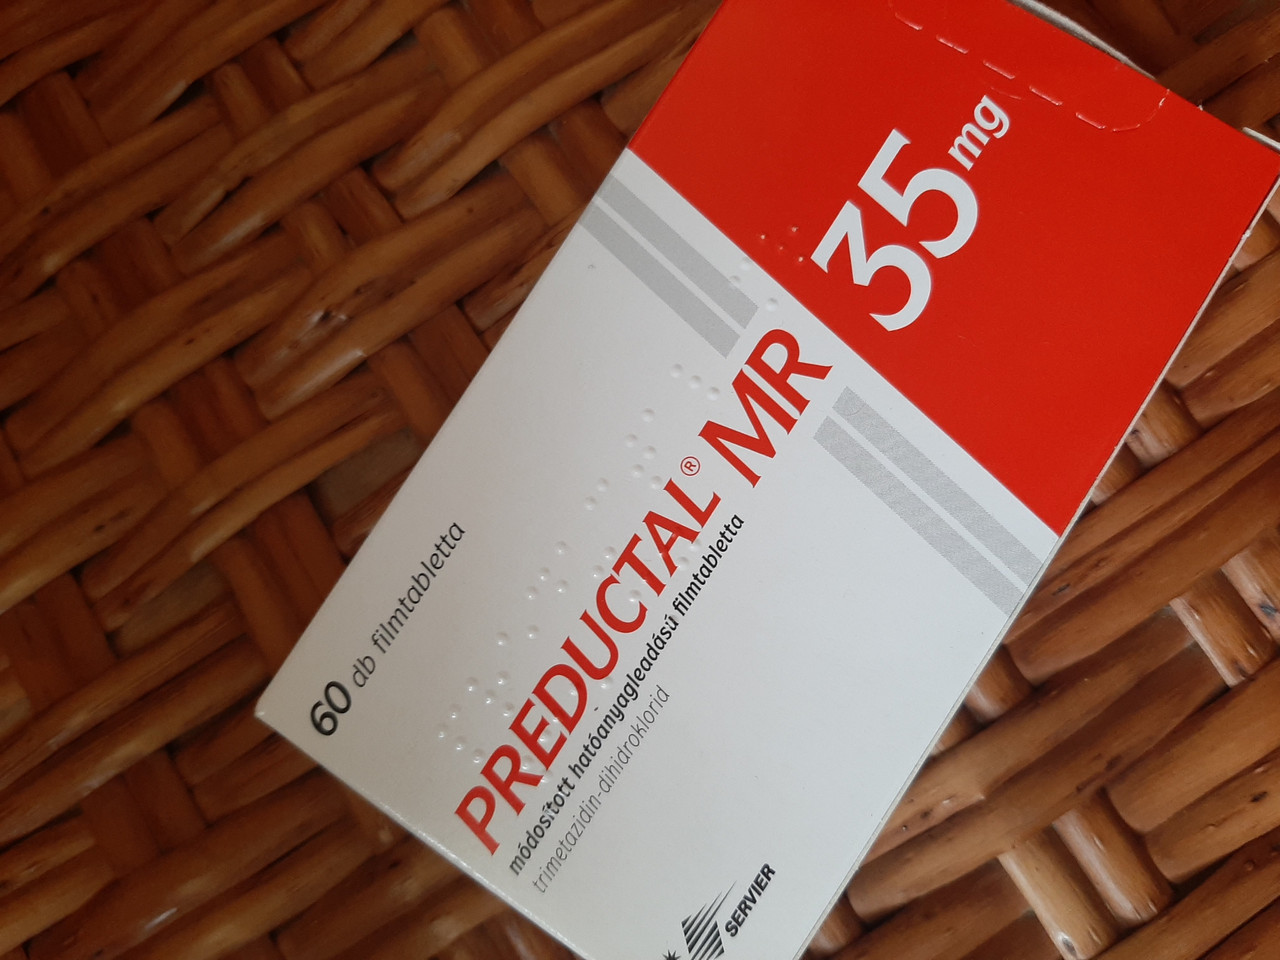 60 db filmtabletta
PREDUCTAL® MR 35 mg
módosított hatóanyagleadású filmtabletta
trimetazidin-dihidroklorid
SERVIER